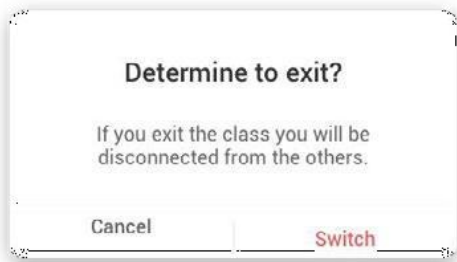 Determine to exit?
If you exit the class you will be
disconnected from the others.
Cancel
Switch